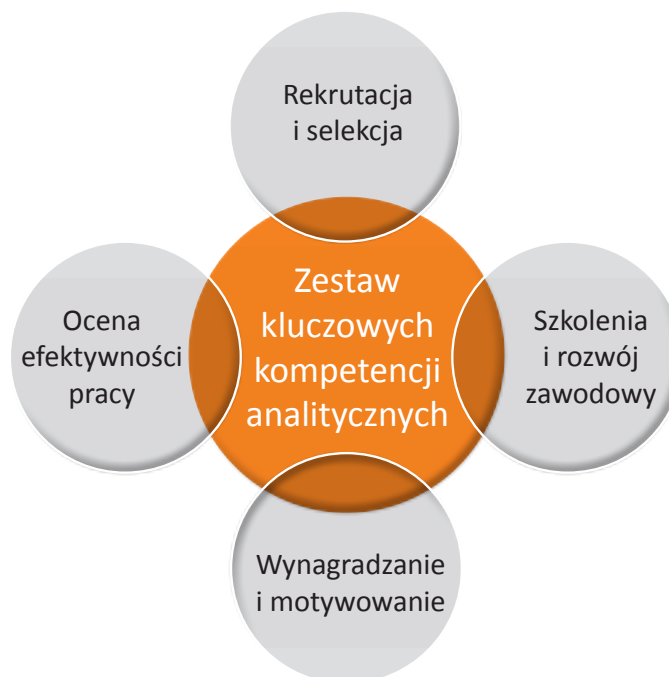 Rekrutacja
i selekcja
Zestaw
kluczowych
kompetencji
analitycznych
Ocena
efektywności
pracy
Szkolenia
i rozwój
zawodowy
Wynagradzanie
i motywowanie